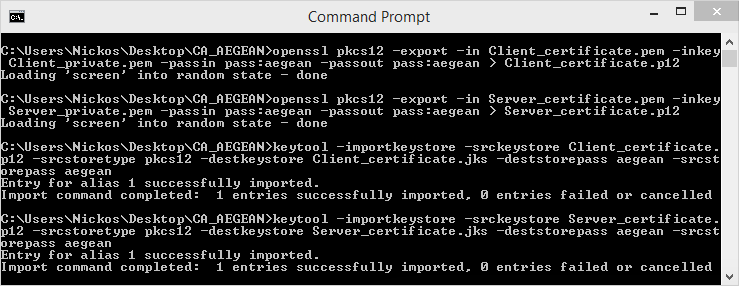 Command Prompt
C:\Users\Nickos\Desktop\CA_AEGEAN>openssl pkcs12 -export -in Client_certificate.pem -inkey
 Client_private.pem -passin pass:aegean -passout pass:aegean > Client_certificate.p12
Loading 'screen' into random state - done
C:\Users\Nickos\Desktop\CA_AEGEAN>openssl pkcs12 -export -in Server_certificate.pem -inkey
 Server_private.pem -passin pass:aegean -passout pass:aegean > Server_certificate.p12
Loading 'screen' into random state - done
C:\Users\Nickos\Desktop\CA_AEGEAN>keytool -importkeystore -srckeystore Client_certificate.
p12 -srcstoretype pkcs12 -destkeystore Client_certificate.jks -deststorepass aegean -srcst
orepass aegean
Entry for alias 1 successfully imported.
Import command completed:  1 entries successfully imported, 0 entries failed or cancelled
C:\Users\Nickos\Desktop\CA_AEGEAN>keytool -importkeystore -srckeystore Server_certificate.
p12 -srcstoretype pkcs12 -destkeystore Server_certificate.jks -deststorepass aegean -srcst
orepass aegean
Entry for alias 1 successfully imported.
Import command completed:  1 entries successfully imported, 0 entries failed or cancelled